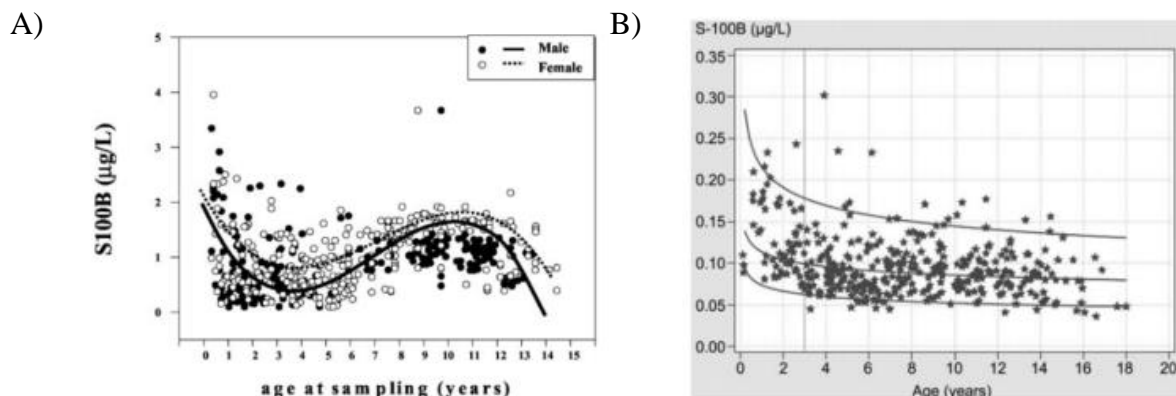 A)
5
4
3
2
1
0
S100B (µg/L)
Male
Female
0 1 2 3 4 5 6 7 8 9 10 11 12 13 14 15
age at sampling (years)
B)
S-100B (µg/L)
0.35
0.30
0.25
0.20
0.15
0.10
0.05
0.00
0 2 4 6 8 10 12 14 16 18 20
Age (years)